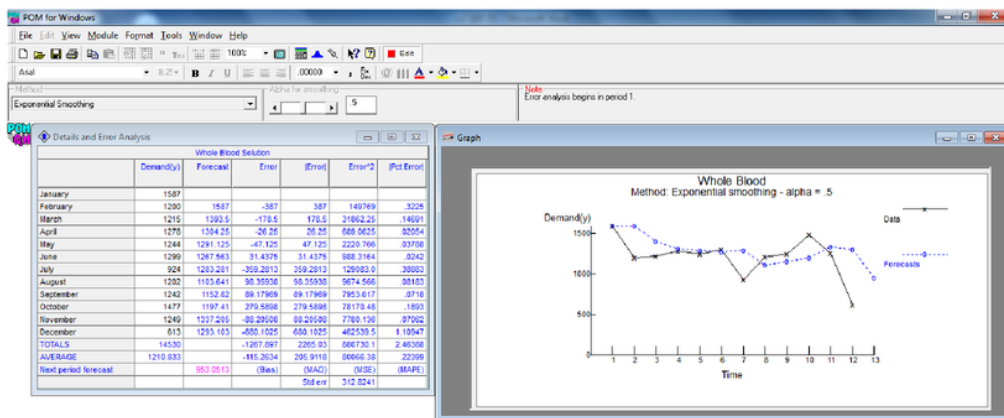 POM for Windows
File Edit View Module Format Tools Window Help
100% Edit
Arial B I U .00000
Method
Exponential Smoothing
Alpha for smoothing
.5
Note
Error analysis begins in period 1.
Details and Error Analysis
Whole Blood Solution
Demand(y) Forecast Error |Error| Error^2 |Pct Error|
January 1587
February 1200 1587 -387 387 149769 .3225
March 1215 1393.5 -178.5 178.5 31862.25 .14691
April 1278 1304.25 -26.25 26.25 689.0625 .02054
May 1244 1291.125 -47.125 47.125 2220.766 .03788
June 1299 1267.563 31.4375 31.4375 988.3164 .0242
July 924 1283.281 -359.2813 359.2813 129083.0 .38883
August 1202 1103.641 98.35938 98.35938 9674.566 .08183
September 1242 1152.82 89.17969 89.17969 7953.017 .0718
October 1477 1197.41 279.5898 279.5898 78170.48 .1893
November 1249 1337.205 -88.20508 88.20508 7780.136 .07062
December 613 1293.103 -680.1025 680.1025 462539.5 1.10947
TOTALS 14530 -1267.897 2265.03 880730.1 2.46388
AVERAGE 1210.833 -115.2634 205.9118 80066.38 .22399
Next period forecast 953.0513 (Bias) (MAD) (MSE) (MAPE)
Std err 312.8241
Graph
Whole Blood
Method: Exponential smoothing - alpha = .5
Demand(y)
Data
Forecasts
1500
1000
500
0
1 2 3 4 5 6 7 8 9 10 11 12 13
Time